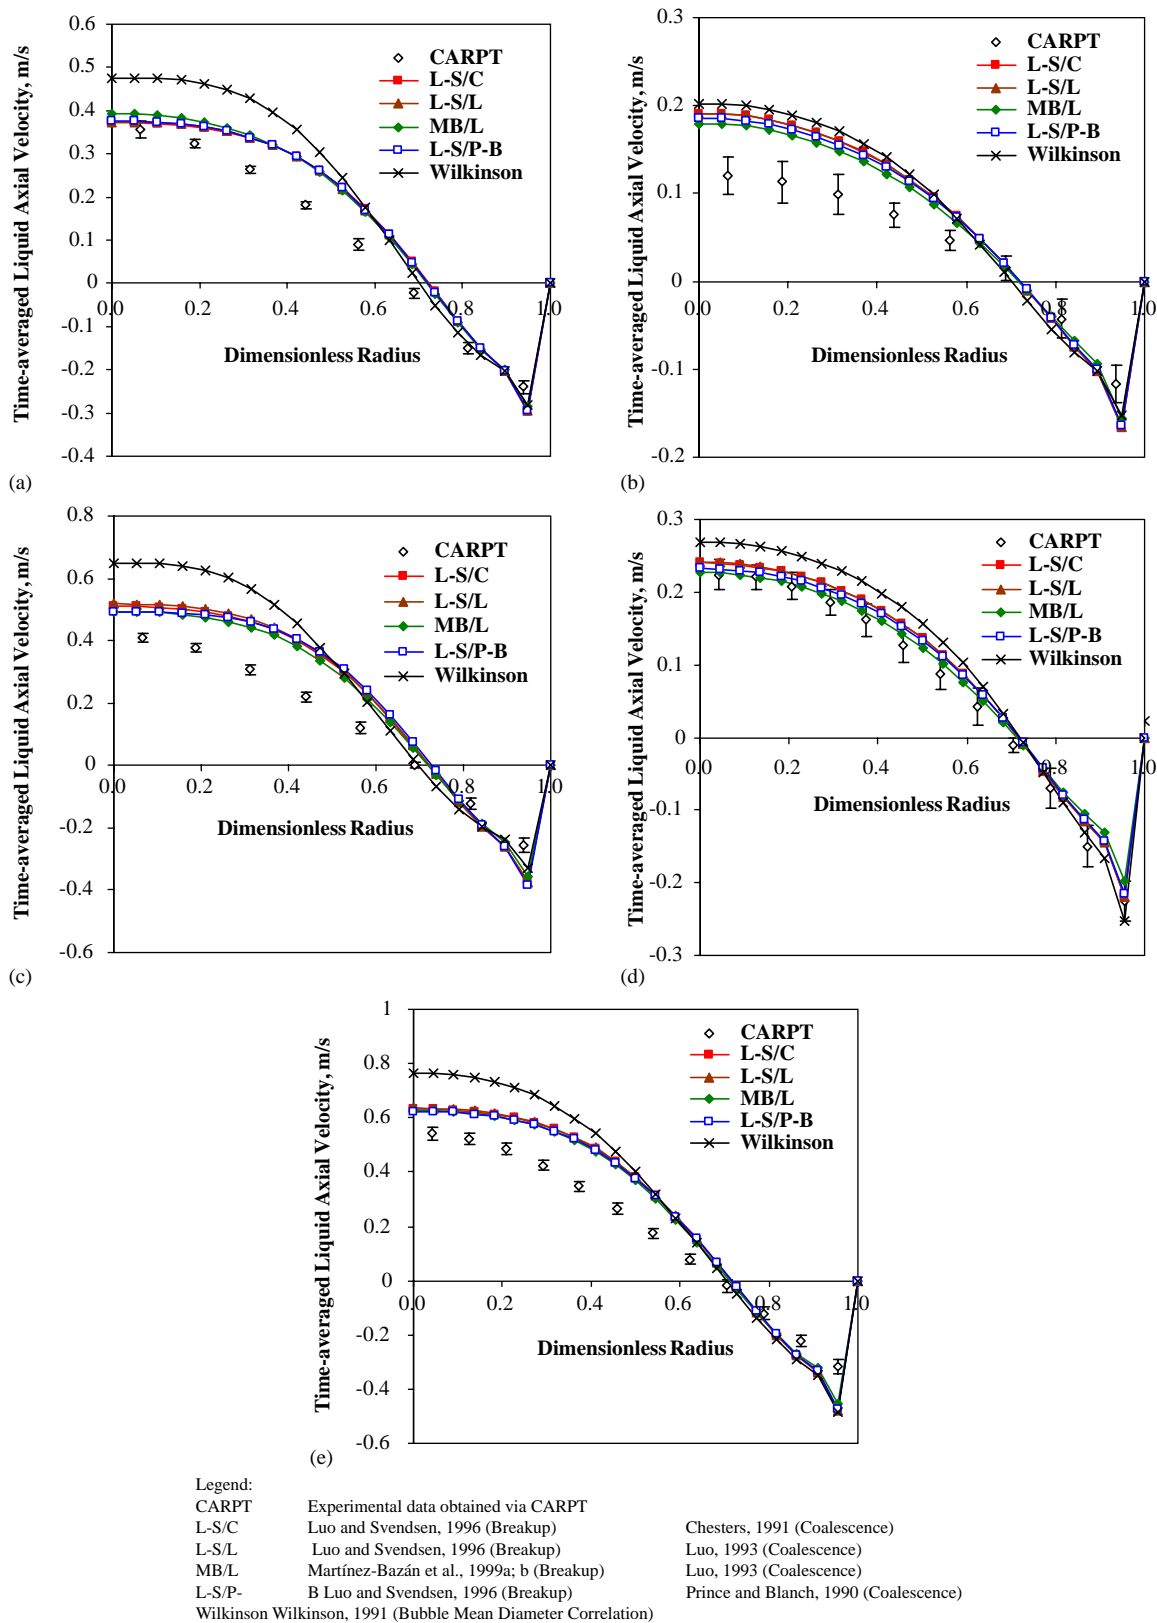 Time-averaged Liquid Axial Velocity, m/s
0.6
0.5
0.4
0.3
0.2
0.1
0
-0.1
-0.2
-0.3
-0.4
0.0
0.2
0.4
0.6
0.8
1.0
Dimensionless Radius
CARPT
L-S/C
L-S/L
MB/L
L-S/P-B
Wilkinson
(a)
Time-averaged Liquid Axial Velocity, m/s
0.3
0.2
0.1
0
-0.1
-0.2
0.0
0.2
0.4
0.6
0.8
1.0
Dimensionless Radius
CARPT
L-S/C
L-S/L
MB/L
L-S/P-B
Wilkinson
(b)
Time-averaged Liquid Axial Velocity, m/s
0.8
0.6
0.4
0.2
0
-0.2
-0.4
-0.6
0.0
0.2
0.4
0.6
0.8
1.0
Dimensionless Radius
CARPT
L-S/C
L-S/L
MB/L
L-S/P-B
Wilkinson
(c)
Time-averaged Liquid Axial Velocity, m/s
0.3
0.2
0.1
0
-0.1
-0.2
-0.3
0.0
0.2
0.4
0.6
0.8
1.0
Dimensionless Radius
CARPT
L-S/C
L-S/L
MB/L
L-S/P-B
Wilkinson
(d)
Time-averaged Liquid Axial Velocity, m/s
1
0.8
0.6
0.4
0.2
0
-0.2
-0.4
-0.6
0.0
0.2
0.4
0.6
0.8
1.0
Dimensionless Radius
CARPT
L-S/C
L-S/L
MB/L
L-S/P-B
Wilkinson
(e)
Legend:
CARPT Experimental data obtained via CARPT
L-S/C Luo and Svendsen, 1996 (Breakup) Chesters, 1991 (Coalescence)
L-S/L Luo and Svendsen, 1996 (Breakup) Luo, 1993 (Coalescence)
MB/L Martínez-Bazán et al., 1999a; b (Breakup) Luo, 1993 (Coalescence)
L-S/P- B Luo and Svendsen, 1996 (Breakup) Prince and Blanch, 1990 (Coalescence)
Wilkinson Wilkinson, 1991 (Bubble Mean Diameter Correlation)